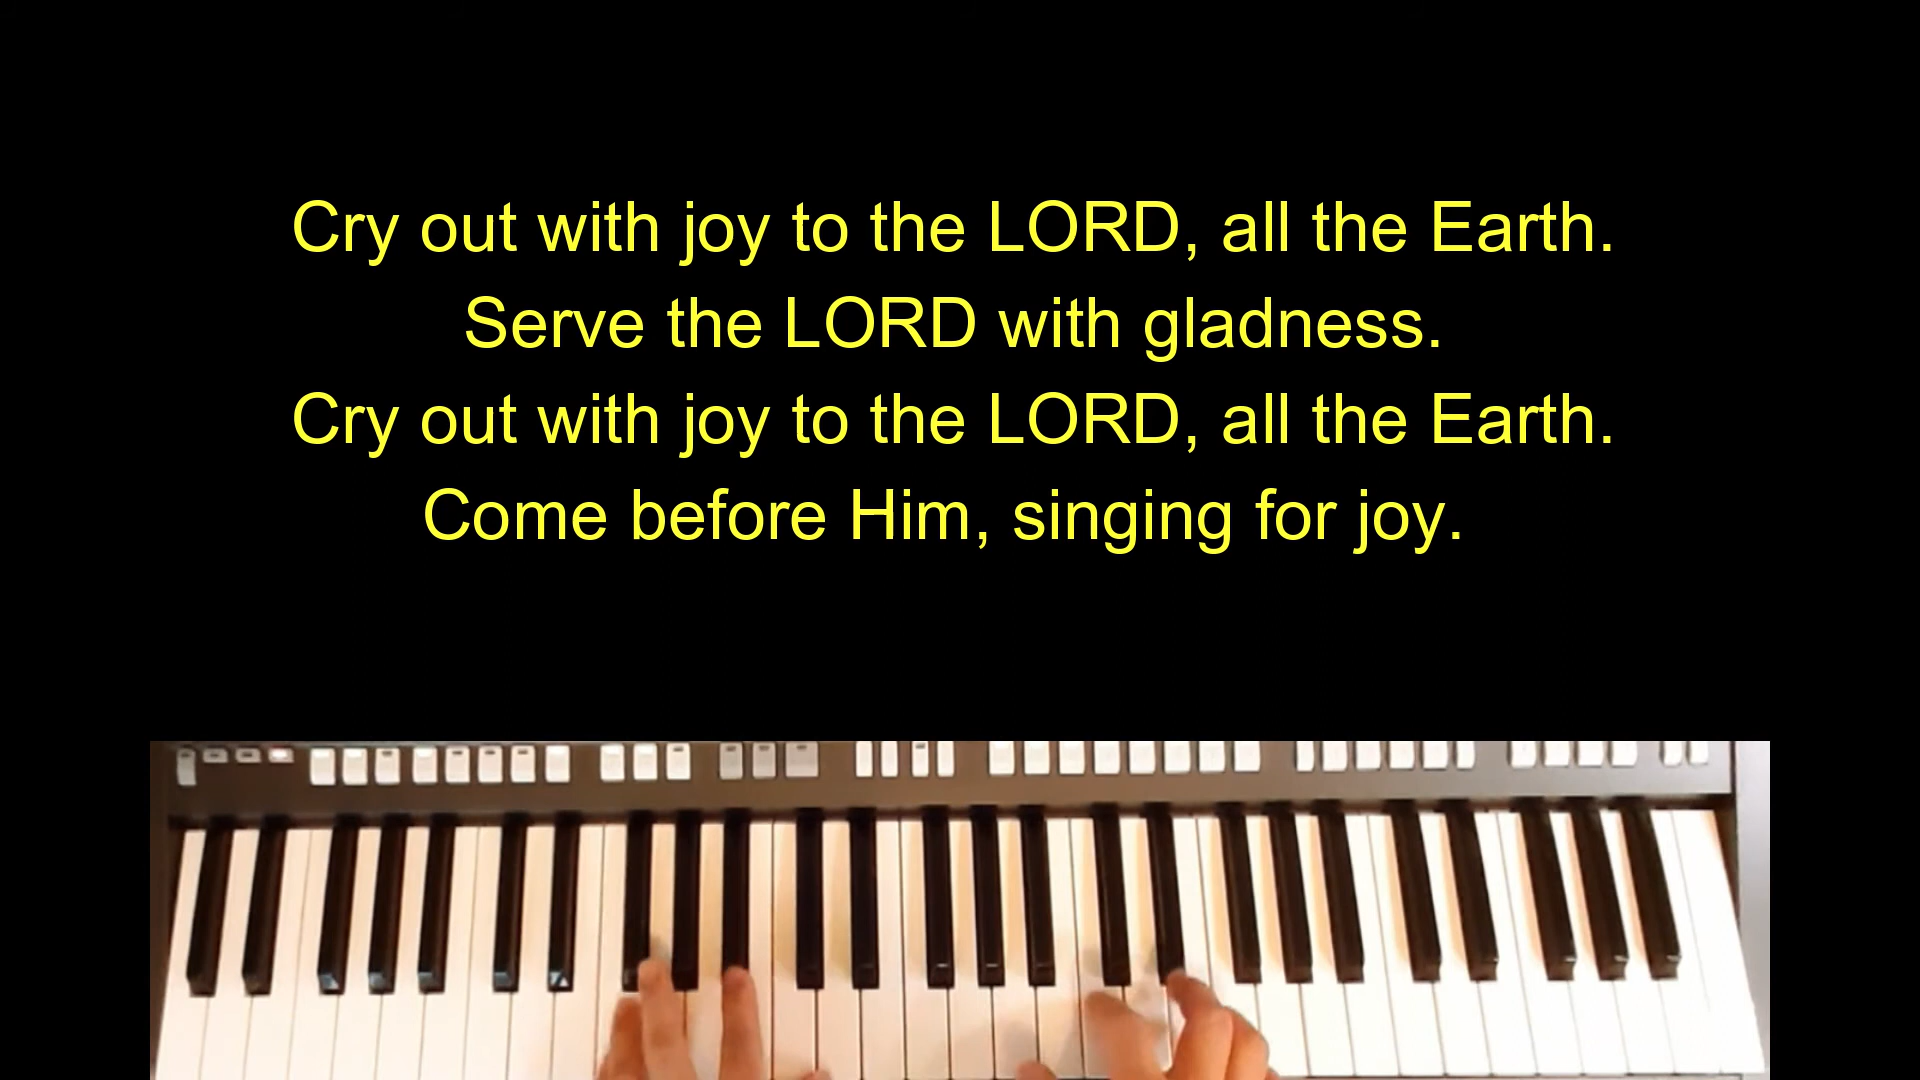 Cry out with joy to the LORD, all the Earth.
Serve the LORD with gladness.
Cry out with joy to the LORD, all the Earth.
Come before Him, singing for joy.